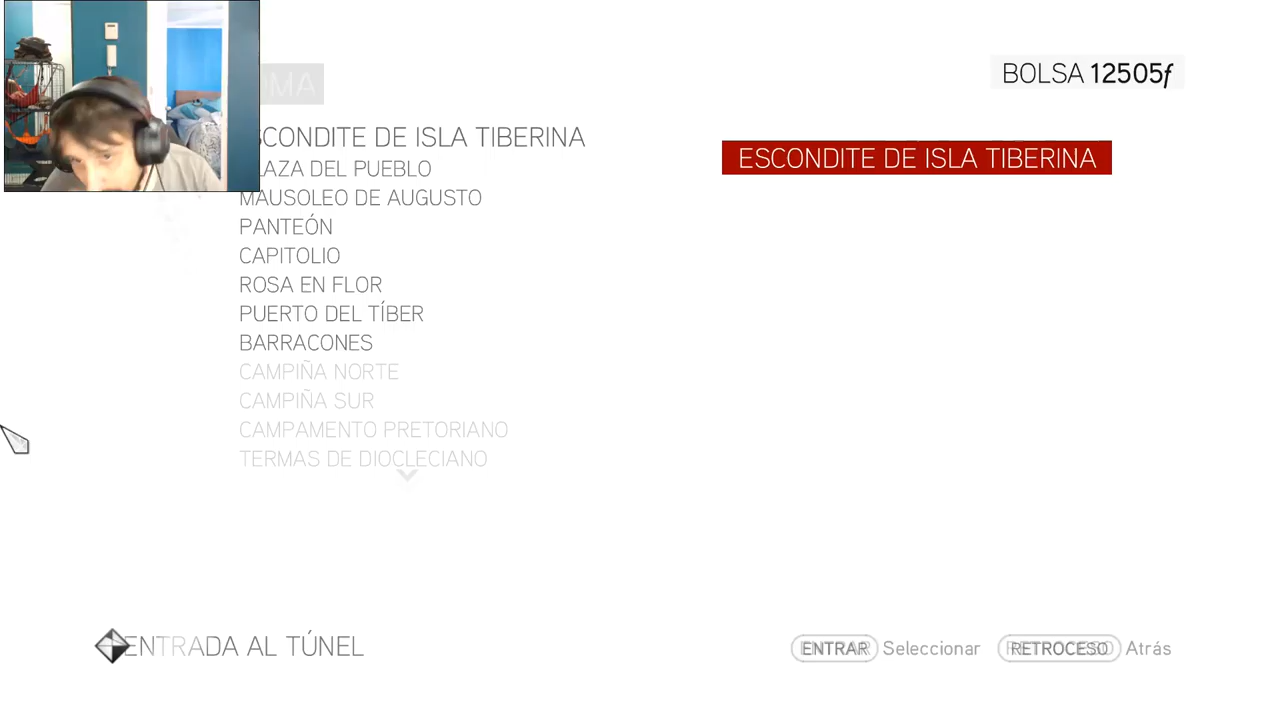 OMA
BOLSA 12505f
SCONDITE DE ISLA TIBERINA
ESCONDITE DE ISLA TIBERINA
LAZA DEL PUEBLO
MAUSOLEO DE AUGUSTO
PANTEÓN
CAPITOLIO
ROSA EN FLOR
PUERTO DEL TÍBER
BARRACONES
CAMPIÑA NORTE
CAMPIÑA SUR
CAMPAMENTO PRETORIANO
TERMAS DE DIOCLECIANO
ENTRADA AL TÚNEL
ENTRAR Seleccionar
RETROCESO Atrás